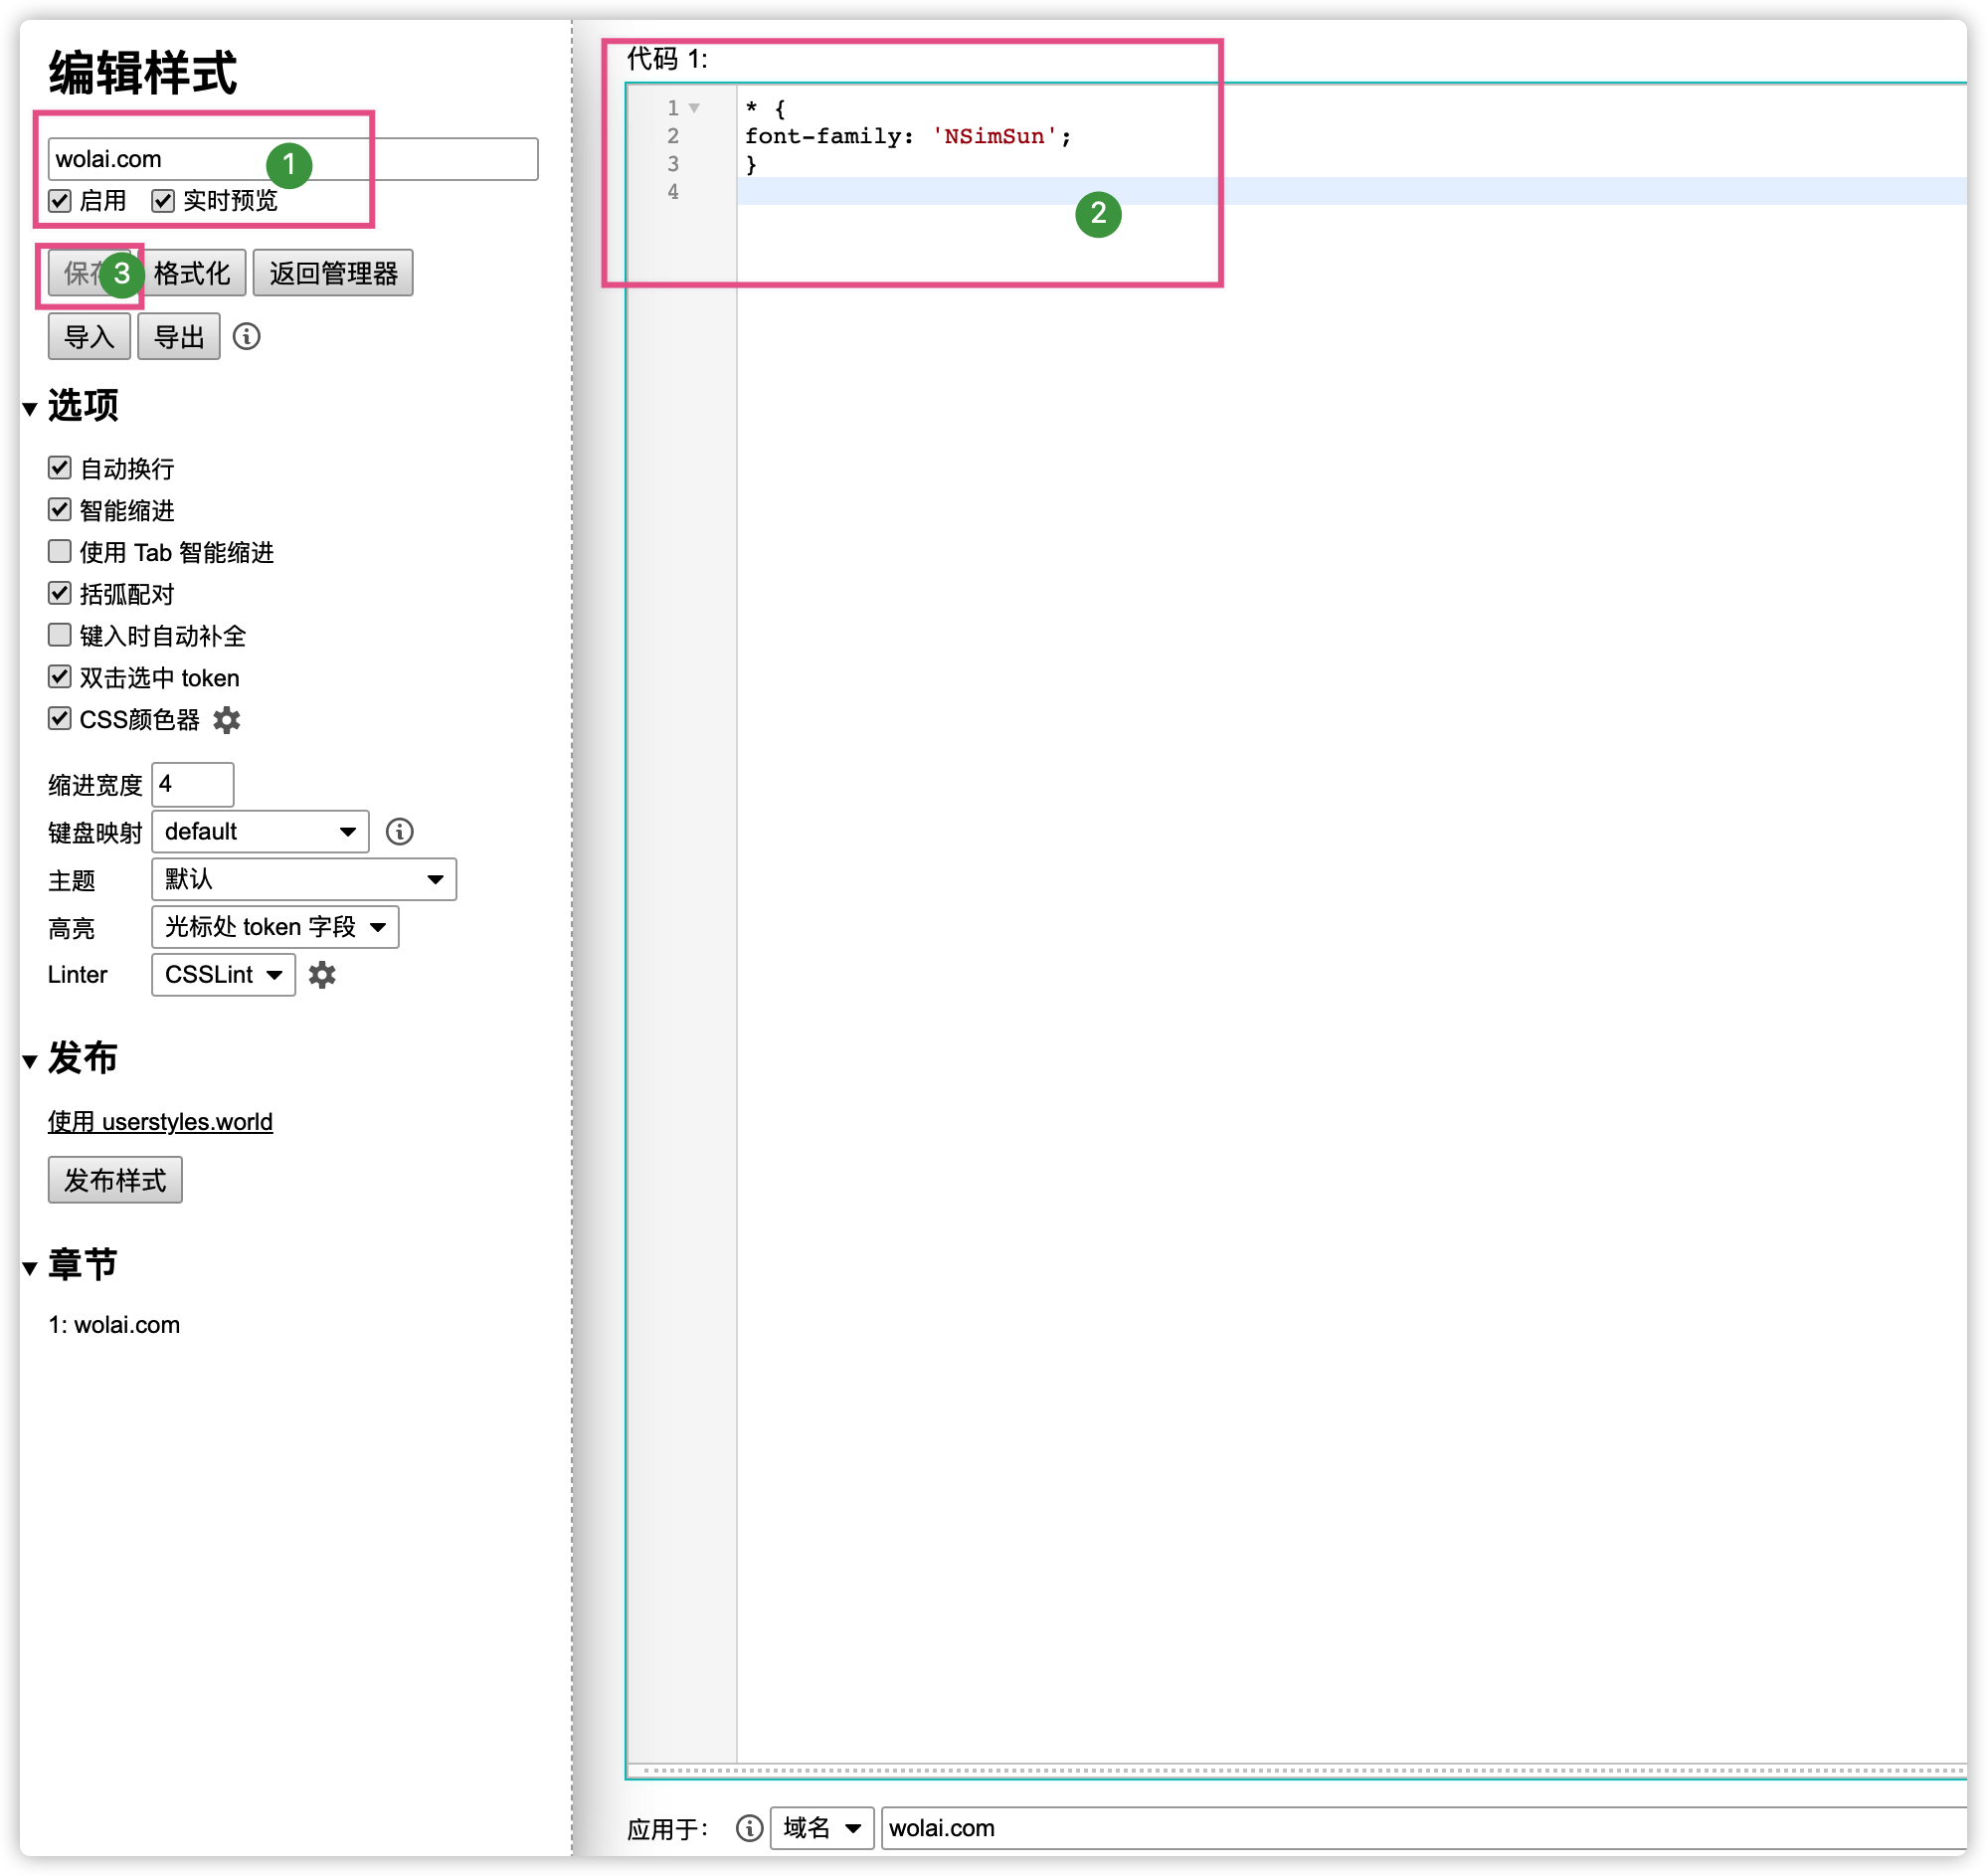 编辑样式
wolai.com
1
启用 实时预览
3 格式化 返回管理器
导入 导出
选项
自动换行
智能缩进
使用 Tab 智能缩进
括弧配对
键入时自动补全
双击选中 token
CSS颜色器
缩进宽度 4
键盘映射 default
主题 默认
高亮 光标处 token 字段
Linter CSSLint
发布
使用 userstyles.world
发布样式
章节
1: wolai.com
代码 1:
1 * {
2 font-family: 'NSimSun';
3 }
4
2
应用于： 域名 wolai.com